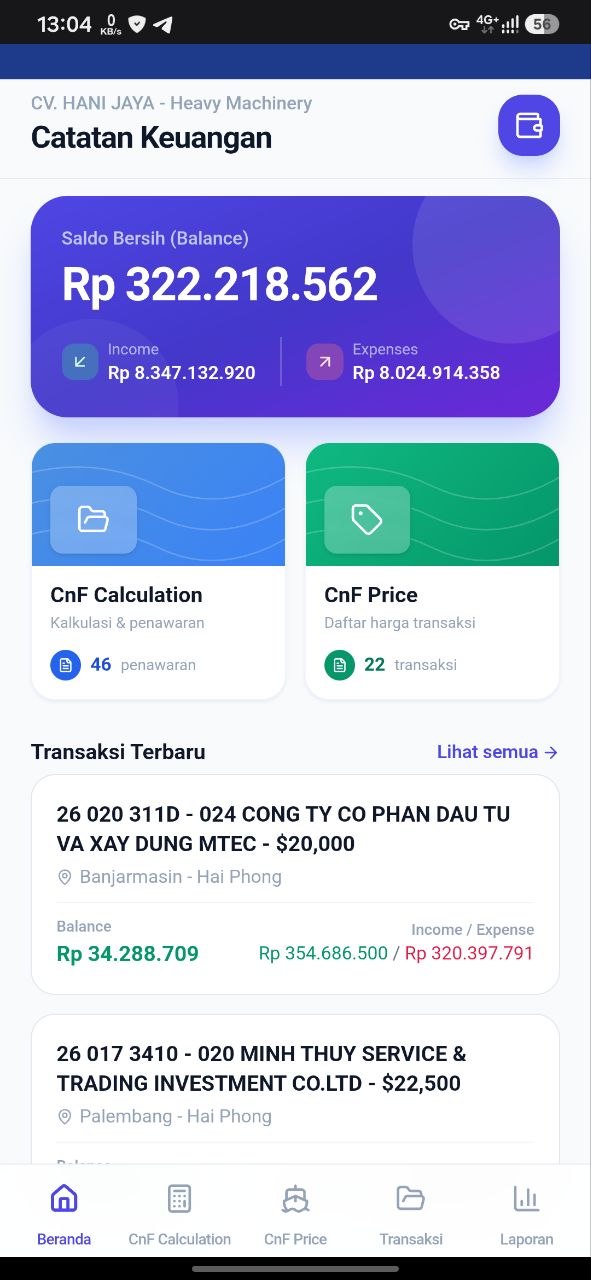 13:04 0 KB/s 4G+ 56
CV. HANI JAYA - Heavy Machinery
Catatan Keuangan
Saldo Bersih (Balance)
Rp 322.218.562
Income
Rp 8.347.132.920
Expenses
Rp 8.024.914.358
CnF Calculation
Kalkulasi & penawaran
46 penawaran
CnF Price
Daftar harga transaksi
22 transaksi
Transaksi Terbaru
Lihat semua →
26 020 311D - 024 CONG TY CO PHAN DAU TU
VA XAY DUNG MTEC - $20,000
Banjarmasin - Hai Phong
Balance
Rp 34.288.709
Income / Expense
Rp 354.686.500 / Rp 320.397.791
26 017 3410 - 020 MINH THUY SERVICE &
TRADING INVESTMENT CO.LTD - $22,500
Palembang - Hai Phong
Beranda
CnF Calculation
CnF Price
Transaksi
Laporan